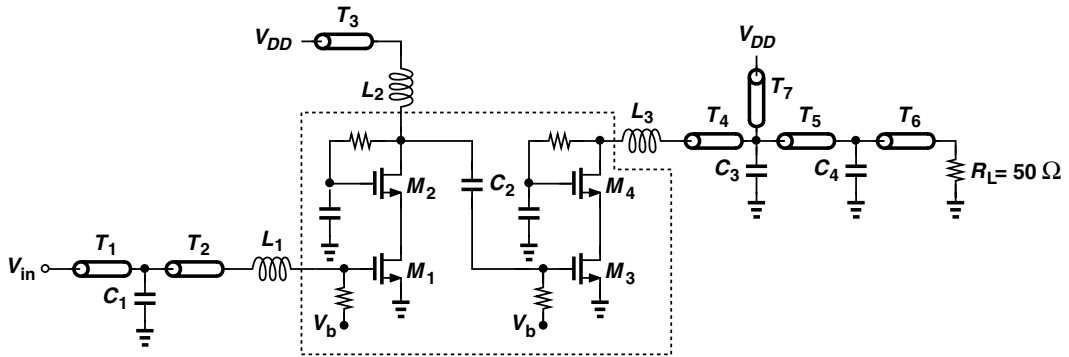 T3
VDD
L2
VDD
T7
L3
T4
T5
T6
M2
C2
M4
C3
C4
RL= 50 Ω
T1
T2
L1
Vin
C1
M1
M3
Vb
Vb